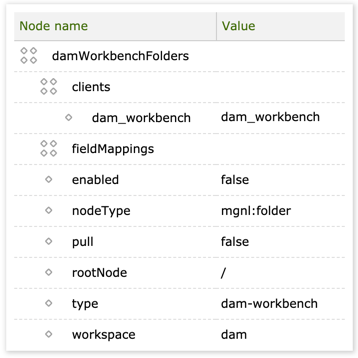 Node name Value
damWorkbenchFolders
clients
dam_workbench dam_workbench
fieldMappings
enabled false
nodeType mgnl:folder
pull false
rootNode /
type dam-workbench
workspace dam